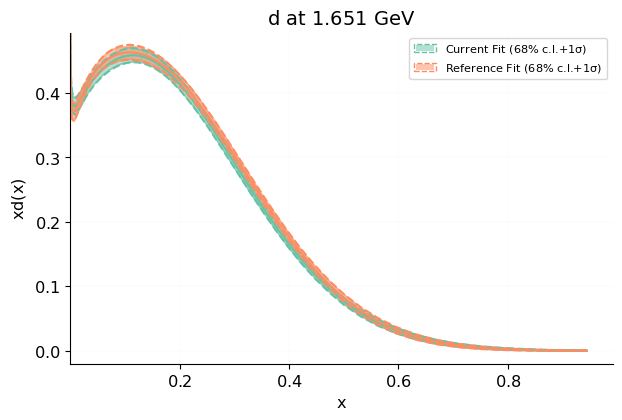 d at 1.651 GeV
Current Fit (68% c.l.+1σ)
Reference Fit (68% c.l.+1σ)
xd(x)
0.4
0.3
0.2
0.1
0.0
0.2 0.4 0.6 0.8
x